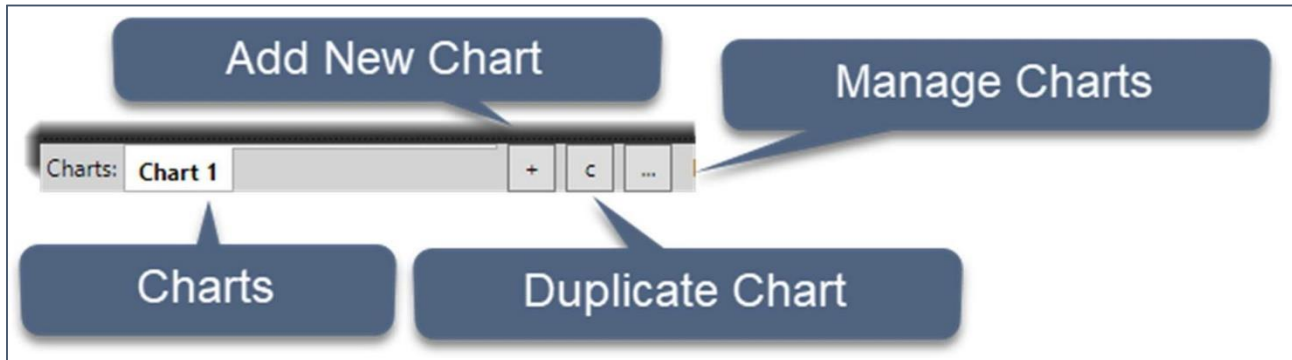 Add New Chart
Manage Charts
Charts: Chart 1 + c ...
Charts
Duplicate Chart